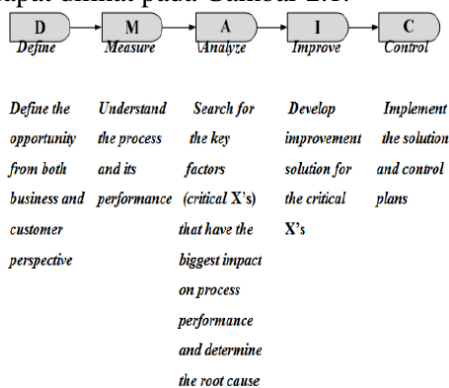 dapat dilihat pada Gambar 2.1.
D M A I C
Define Measure Analyze Improve Control
Define the
opportunity
from both
business and
customer
perspective
Understand
the process
and its
performance
Search for
the key
factors
(critical X's)
that have the
biggest impact
on process
performance
and determine
the root cause
Develop
improvement
solution for
the critical
X's
Implement
the solution
and control
plans